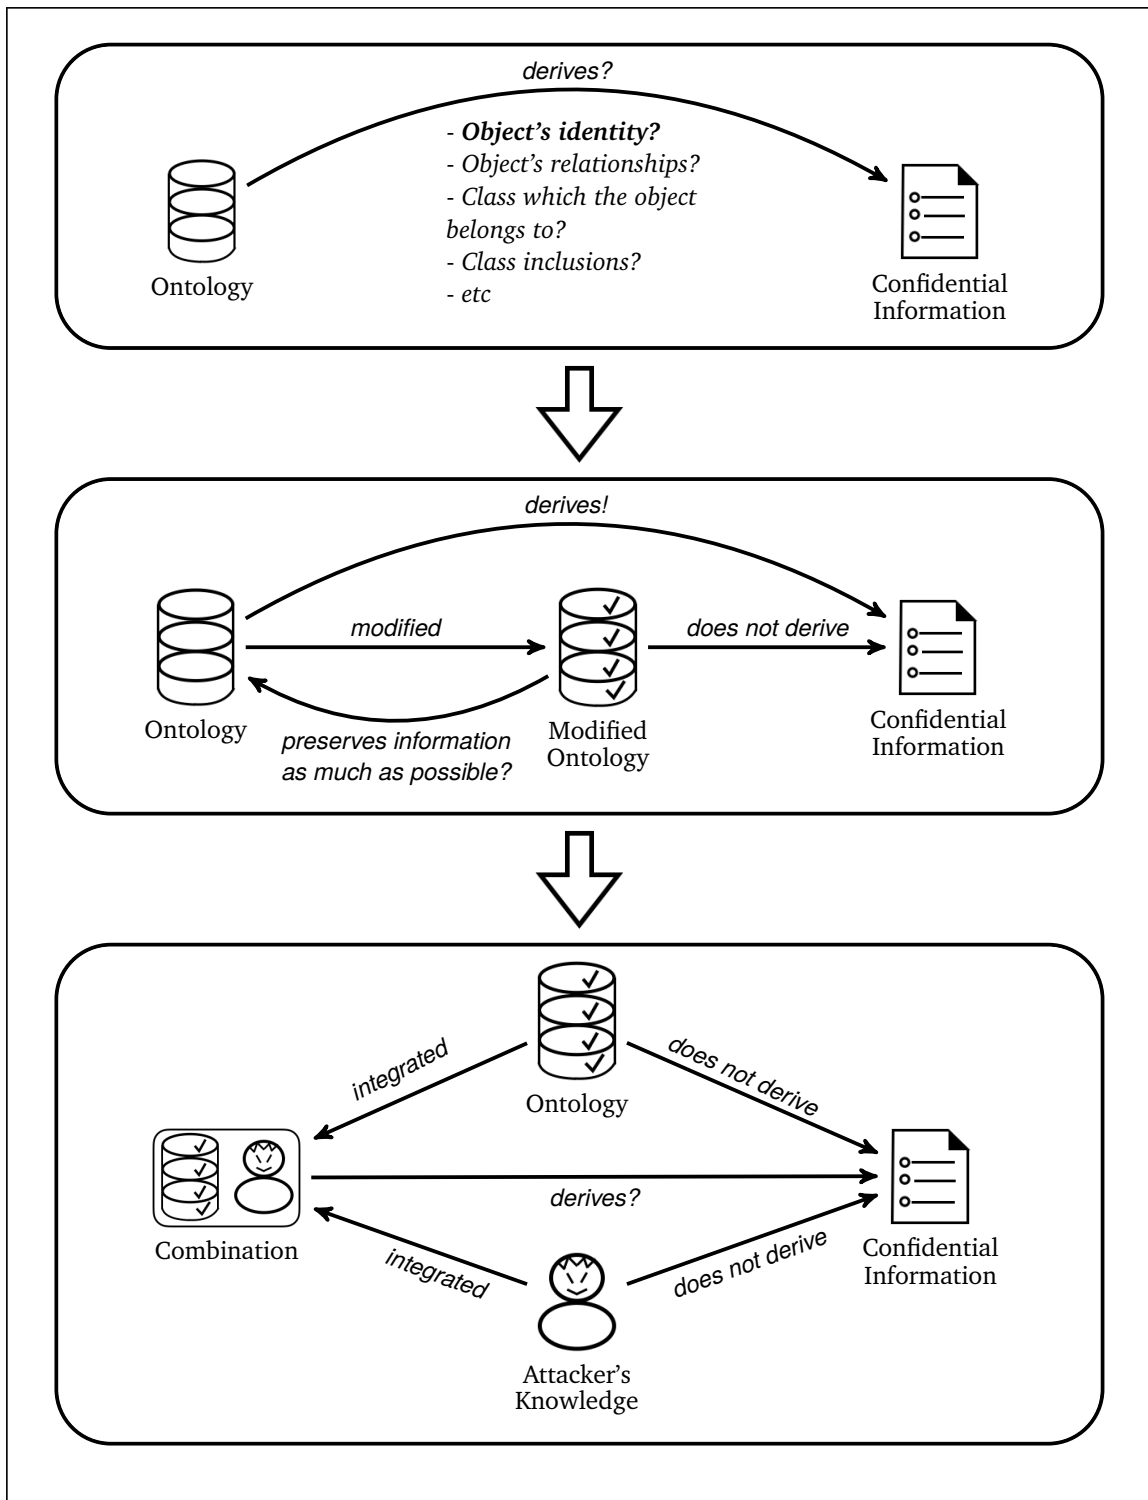 derives?
- Object's identity?
- Object's relationships?
- Class which the object
belongs to?
- Class inclusions?
- etc
Ontology
Confidential
Information
derives!
modified
does not derive
Ontology
preserves information
as much as possible?
Modified
Ontology
Confidential
Information
integrated
does not derive
Ontology
derives?
Combination
integrated
does not derive
Confidential
Information
Attacker's
Knowledge